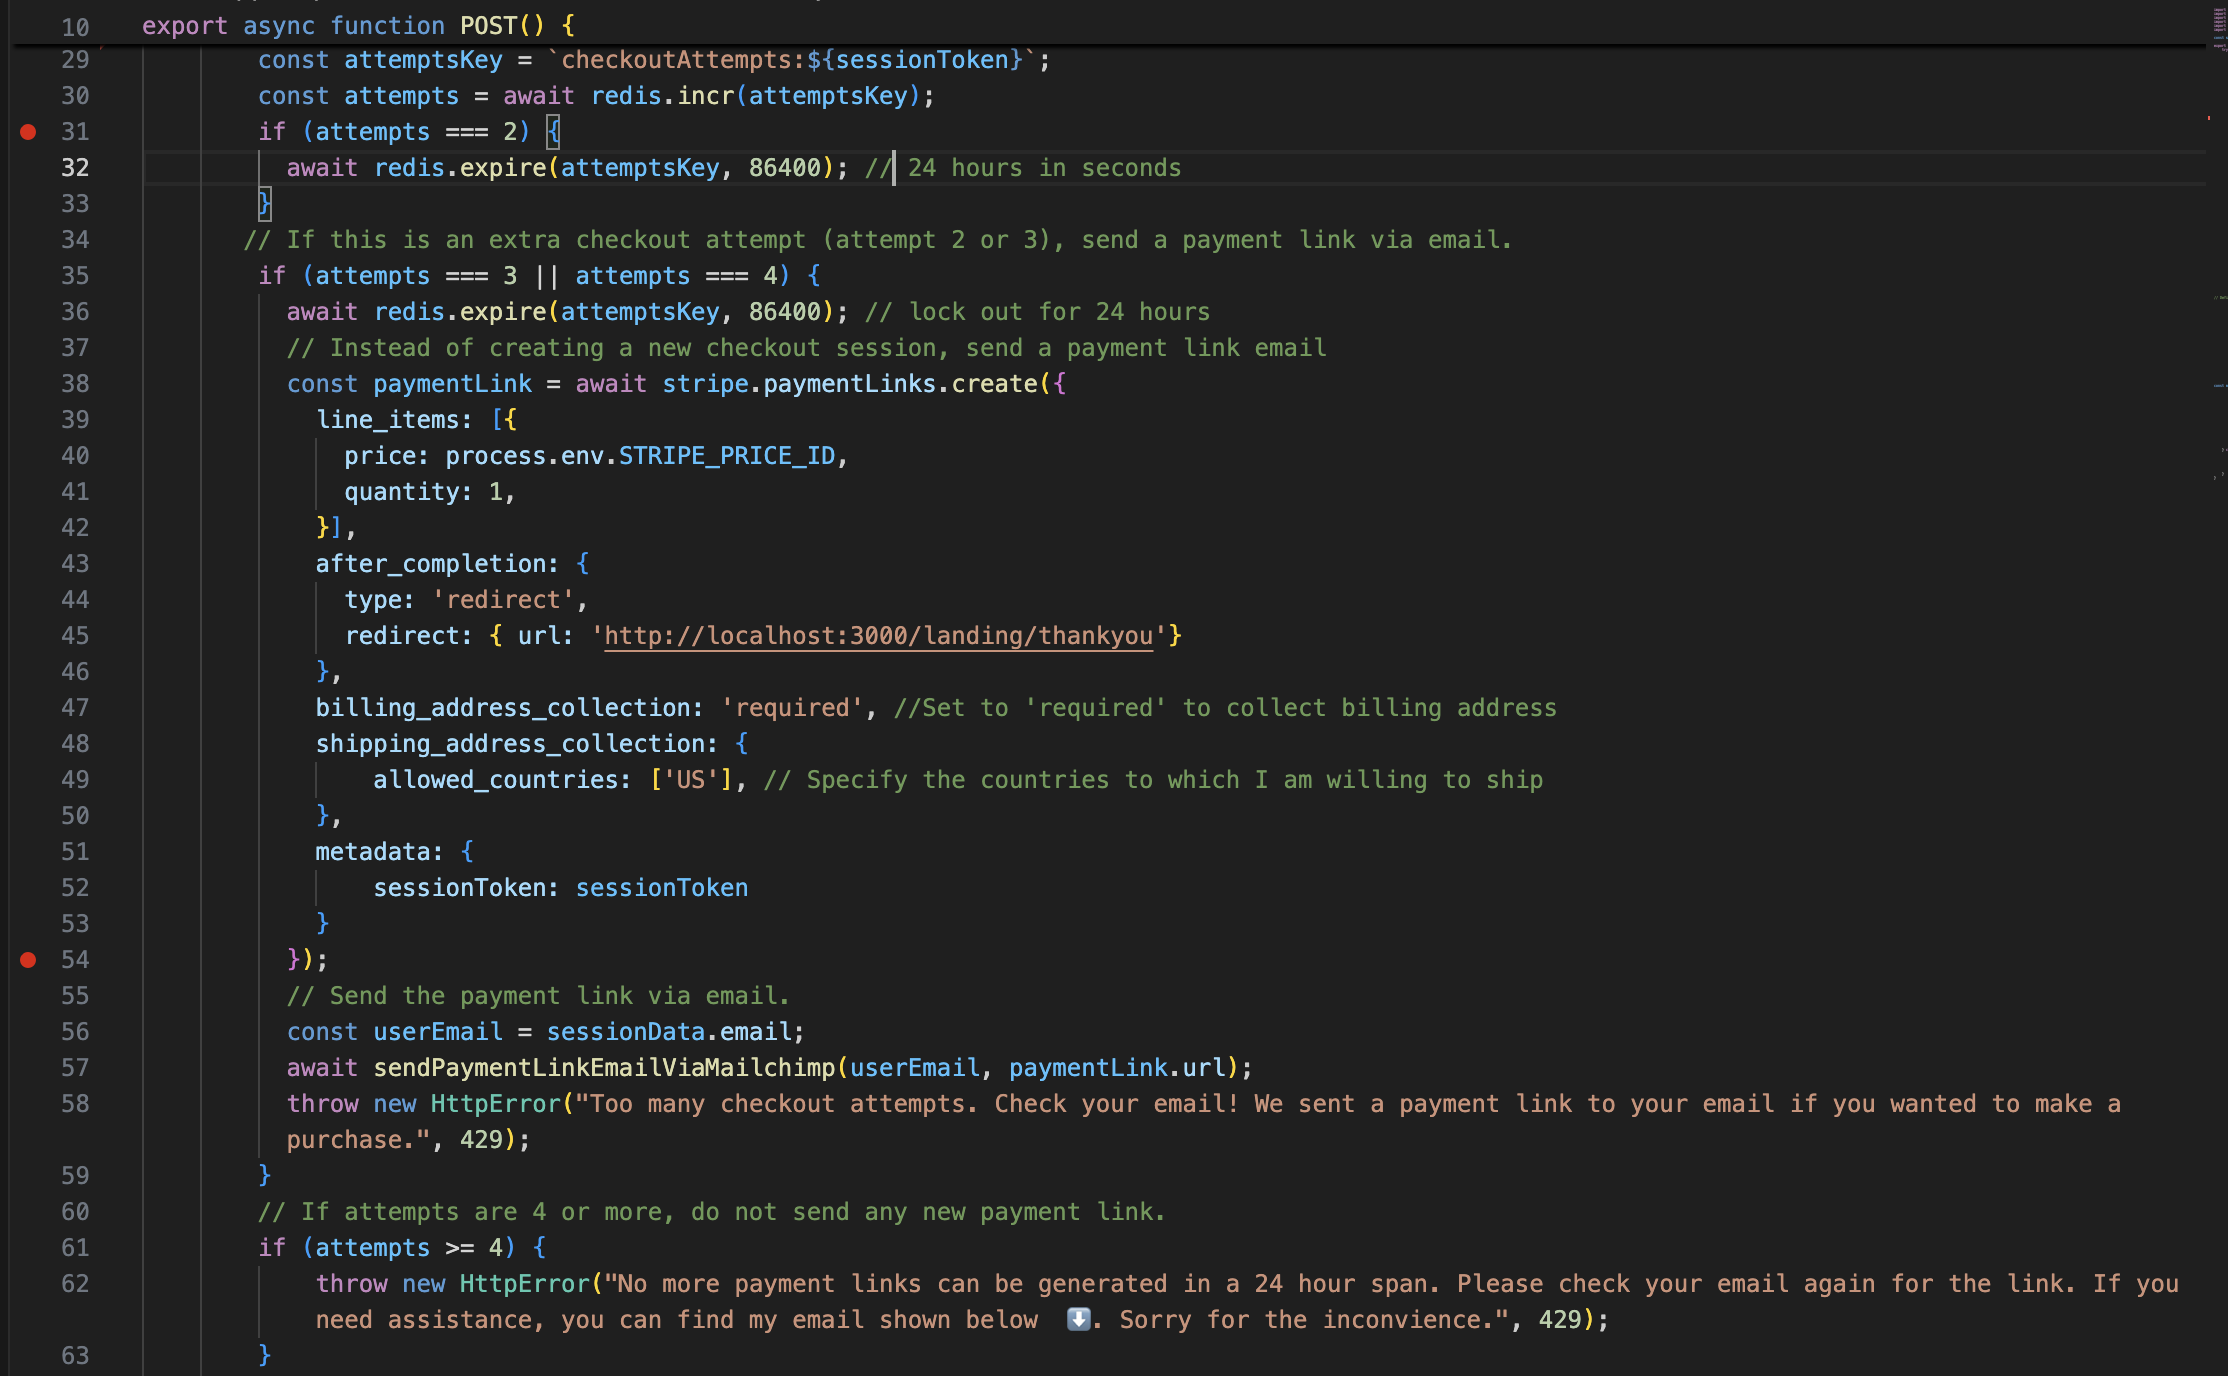 10 export async function POST() {
29 const attemptsKey = `checkoutAttempts:${sessionToken}`;
30 const attempts = await redis.incr(attemptsKey);
31 if (attempts === 2) {
32 await redis.expire(attemptsKey, 86400); // 24 hours in seconds
33 }
34 // If this is an extra checkout attempt (attempt 2 or 3), send a payment link via email.
35 if (attempts === 3 || attempts === 4) {
36 await redis.expire(attemptsKey, 86400); // lock out for 24 hours
37 // Instead of creating a new checkout session, send a payment link email
38 const paymentLink = await stripe.paymentLinks.create({
39 line_items: [{
40 price: process.env.STRIPE_PRICE_ID,
41 quantity: 1,
42 }],
43 after_completion: {
44 type: 'redirect',
45 redirect: { url: 'http://localhost:3000/landing/thankyou'}
46 },
47 billing_address_collection: 'required', //Set to 'required' to collect billing address
48 shipping_address_collection: {
49 allowed_countries: ['US'], // Specify the countries to which I am willing to ship
50 },
51 metadata: {
52 sessionToken: sessionToken
53 }
54 });
55 // Send the payment link via email.
56 const userEmail = sessionData.email;
57 await sendPaymentLinkEmailViaMailchimp(userEmail, paymentLink.url);
58 throw new HttpError("Too many checkout attempts. Check your email! We sent a payment link to your email if you wanted to make a
purchase.", 429);
59 }
60 // If attempts are 4 or more, do not send any new payment link.
61 if (attempts >= 4) {
62 throw new HttpError("No more payment links can be generated in a 24 hour span. Please check your email again for the link. If you
need assistance, you can find my email shown below ⬇️. Sorry for the inconvience.", 429);
63 }